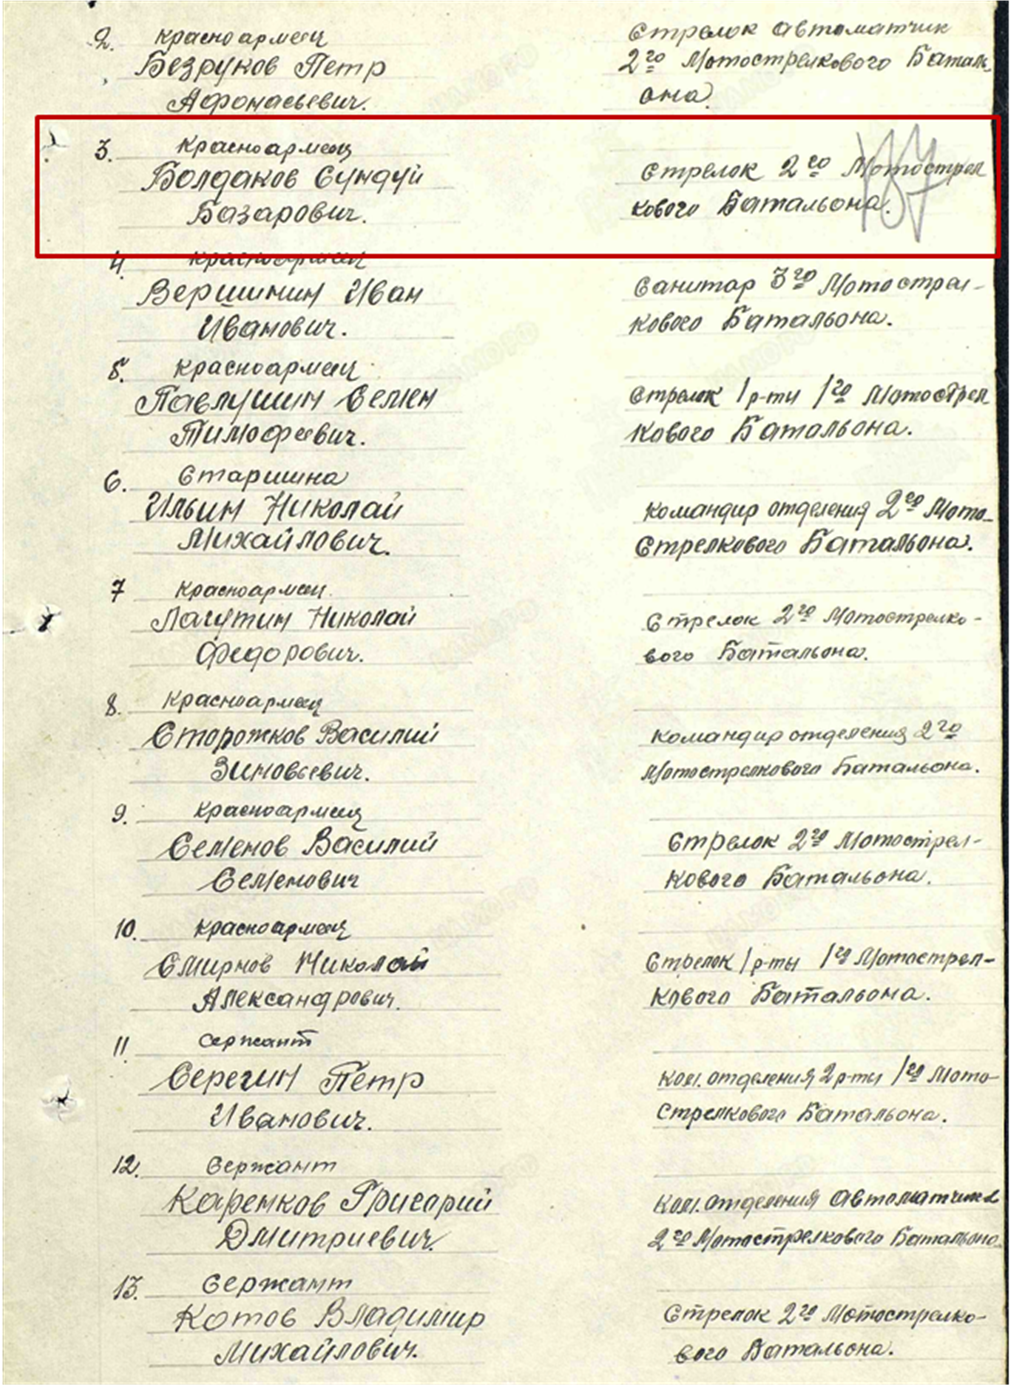 2. Красноармеец
Безруков Петр
Афонасьевич.
Стрелок автоматчик
2го Мотострелкового Баталь
она.
3. Красноармеец
Болдаков Сундуй
Базарович.
Стрелок 2го Мотострел
кового Батальона.
4. Красноармеец
Вершинин Иван
Иванович.
Санитар 3го Мотострел-
кового Батальона.
5. Красноармеец
Павлушин Семен
Тимофеевич.
Стрелок 1 р-ты 1го Мотострел
кового Батальона.
6. Старшина
Ильин Николай
Михайлович.
Командир отделения 2го Мото-
Стрелкового Батальона.
7 Красноармеец
Лагутин Николай
Федорович.
Стрелок 2го Мотострелко-
вого Батальона.
8. Красноармеец
Сторожков Василий
Зиновьевич.
Командир отделения 2го
Мотострелкового Батальона.
9. Красноармеец
Семенов Василий
Семенович
Стрелок 2го Мотострел-
кового Батальона.
10. Красноармеец
Смирнов Николай
Александрович.
Стрелок 1 р-ты 1го Мотострел-
кового Батальона.
11 Сержант
Серегин Петр
Иванович.
Ком. отделения 2 р-ты 1го Мото-
Стрелкового Батальона.
12. Сержант
Каренков Григорий
Дмитриевич.
Ком. отделения автоматчиков
2го Мотострелкового Батальона
13. Сержант
Котов Владимир
Михайлович.
Стрелок 2го Мотострелко-
вого Батальона.